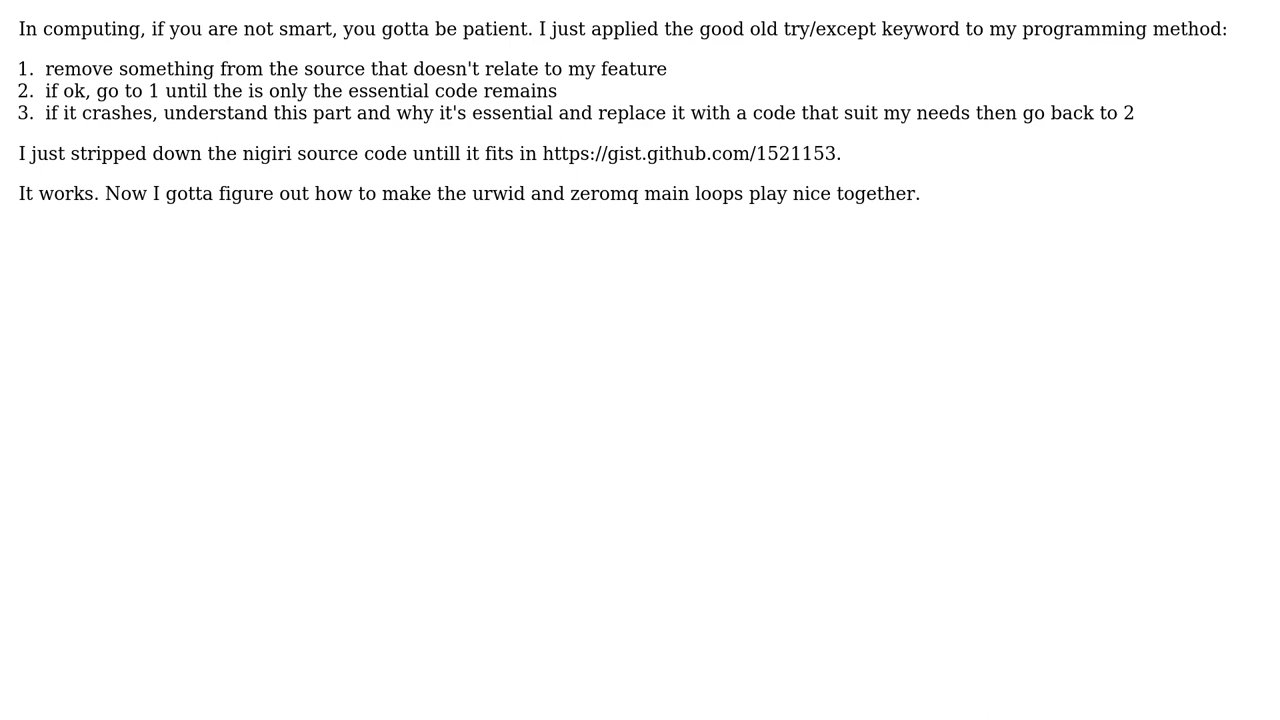 In computing, if you are not smart, you gotta be patient. I just applied the good old try/except keyword to my programming method:
1. remove something from the source that doesn't relate to my feature
2. if ok, go to 1 until the is only the essential code remains
3. if it crashes, understand this part and why it's essential and replace it with a code that suit my needs then go back to 2
I just stripped down the nigiri source code untill it fits in https://gist.github.com/1521153.
It works. Now I gotta figure out how to make the urwid and zeromq main loops play nice together.